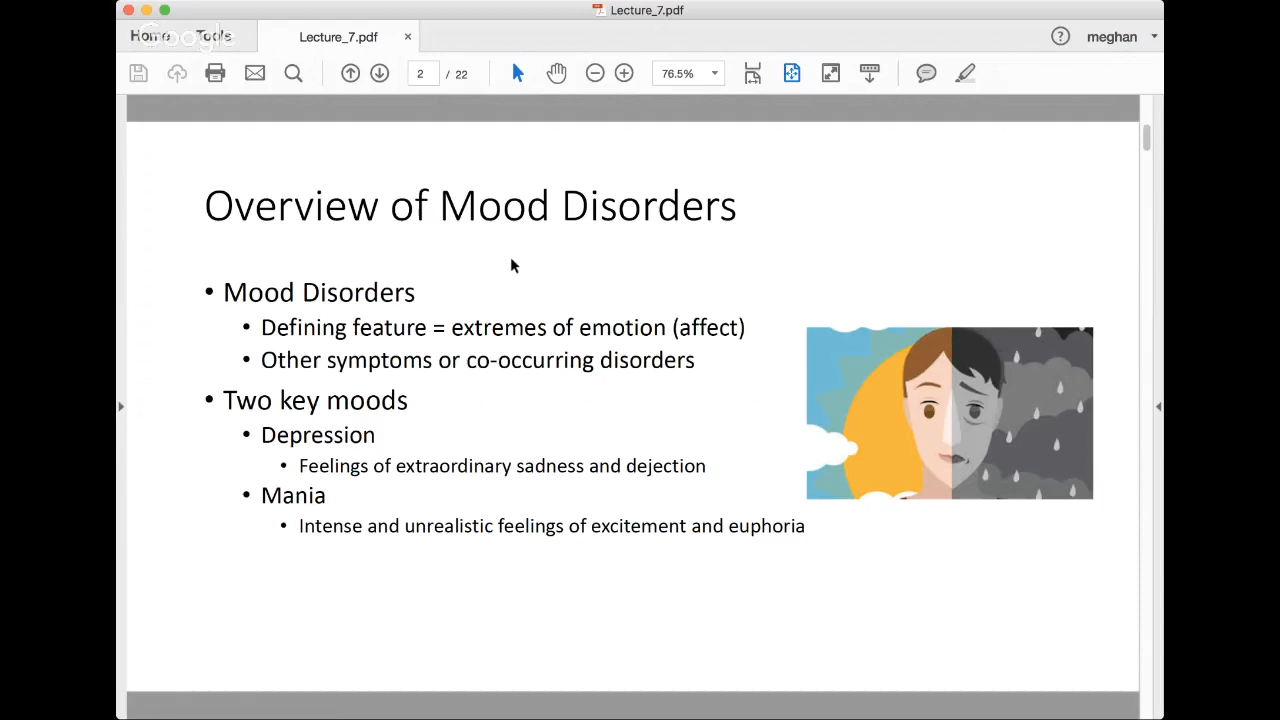 Lecture_7.pdf
Home Tools Lecture_7.pdf × ? meghan
Google
2 / 22 76.5%
Overview of Mood Disorders
• Mood Disorders
• Defining feature = extremes of emotion (affect)
• Other symptoms or co-occurring disorders
• Two key moods
• Depression
• Feelings of extraordinary sadness and dejection
• Mania
• Intense and unrealistic feelings of excitement and euphoria